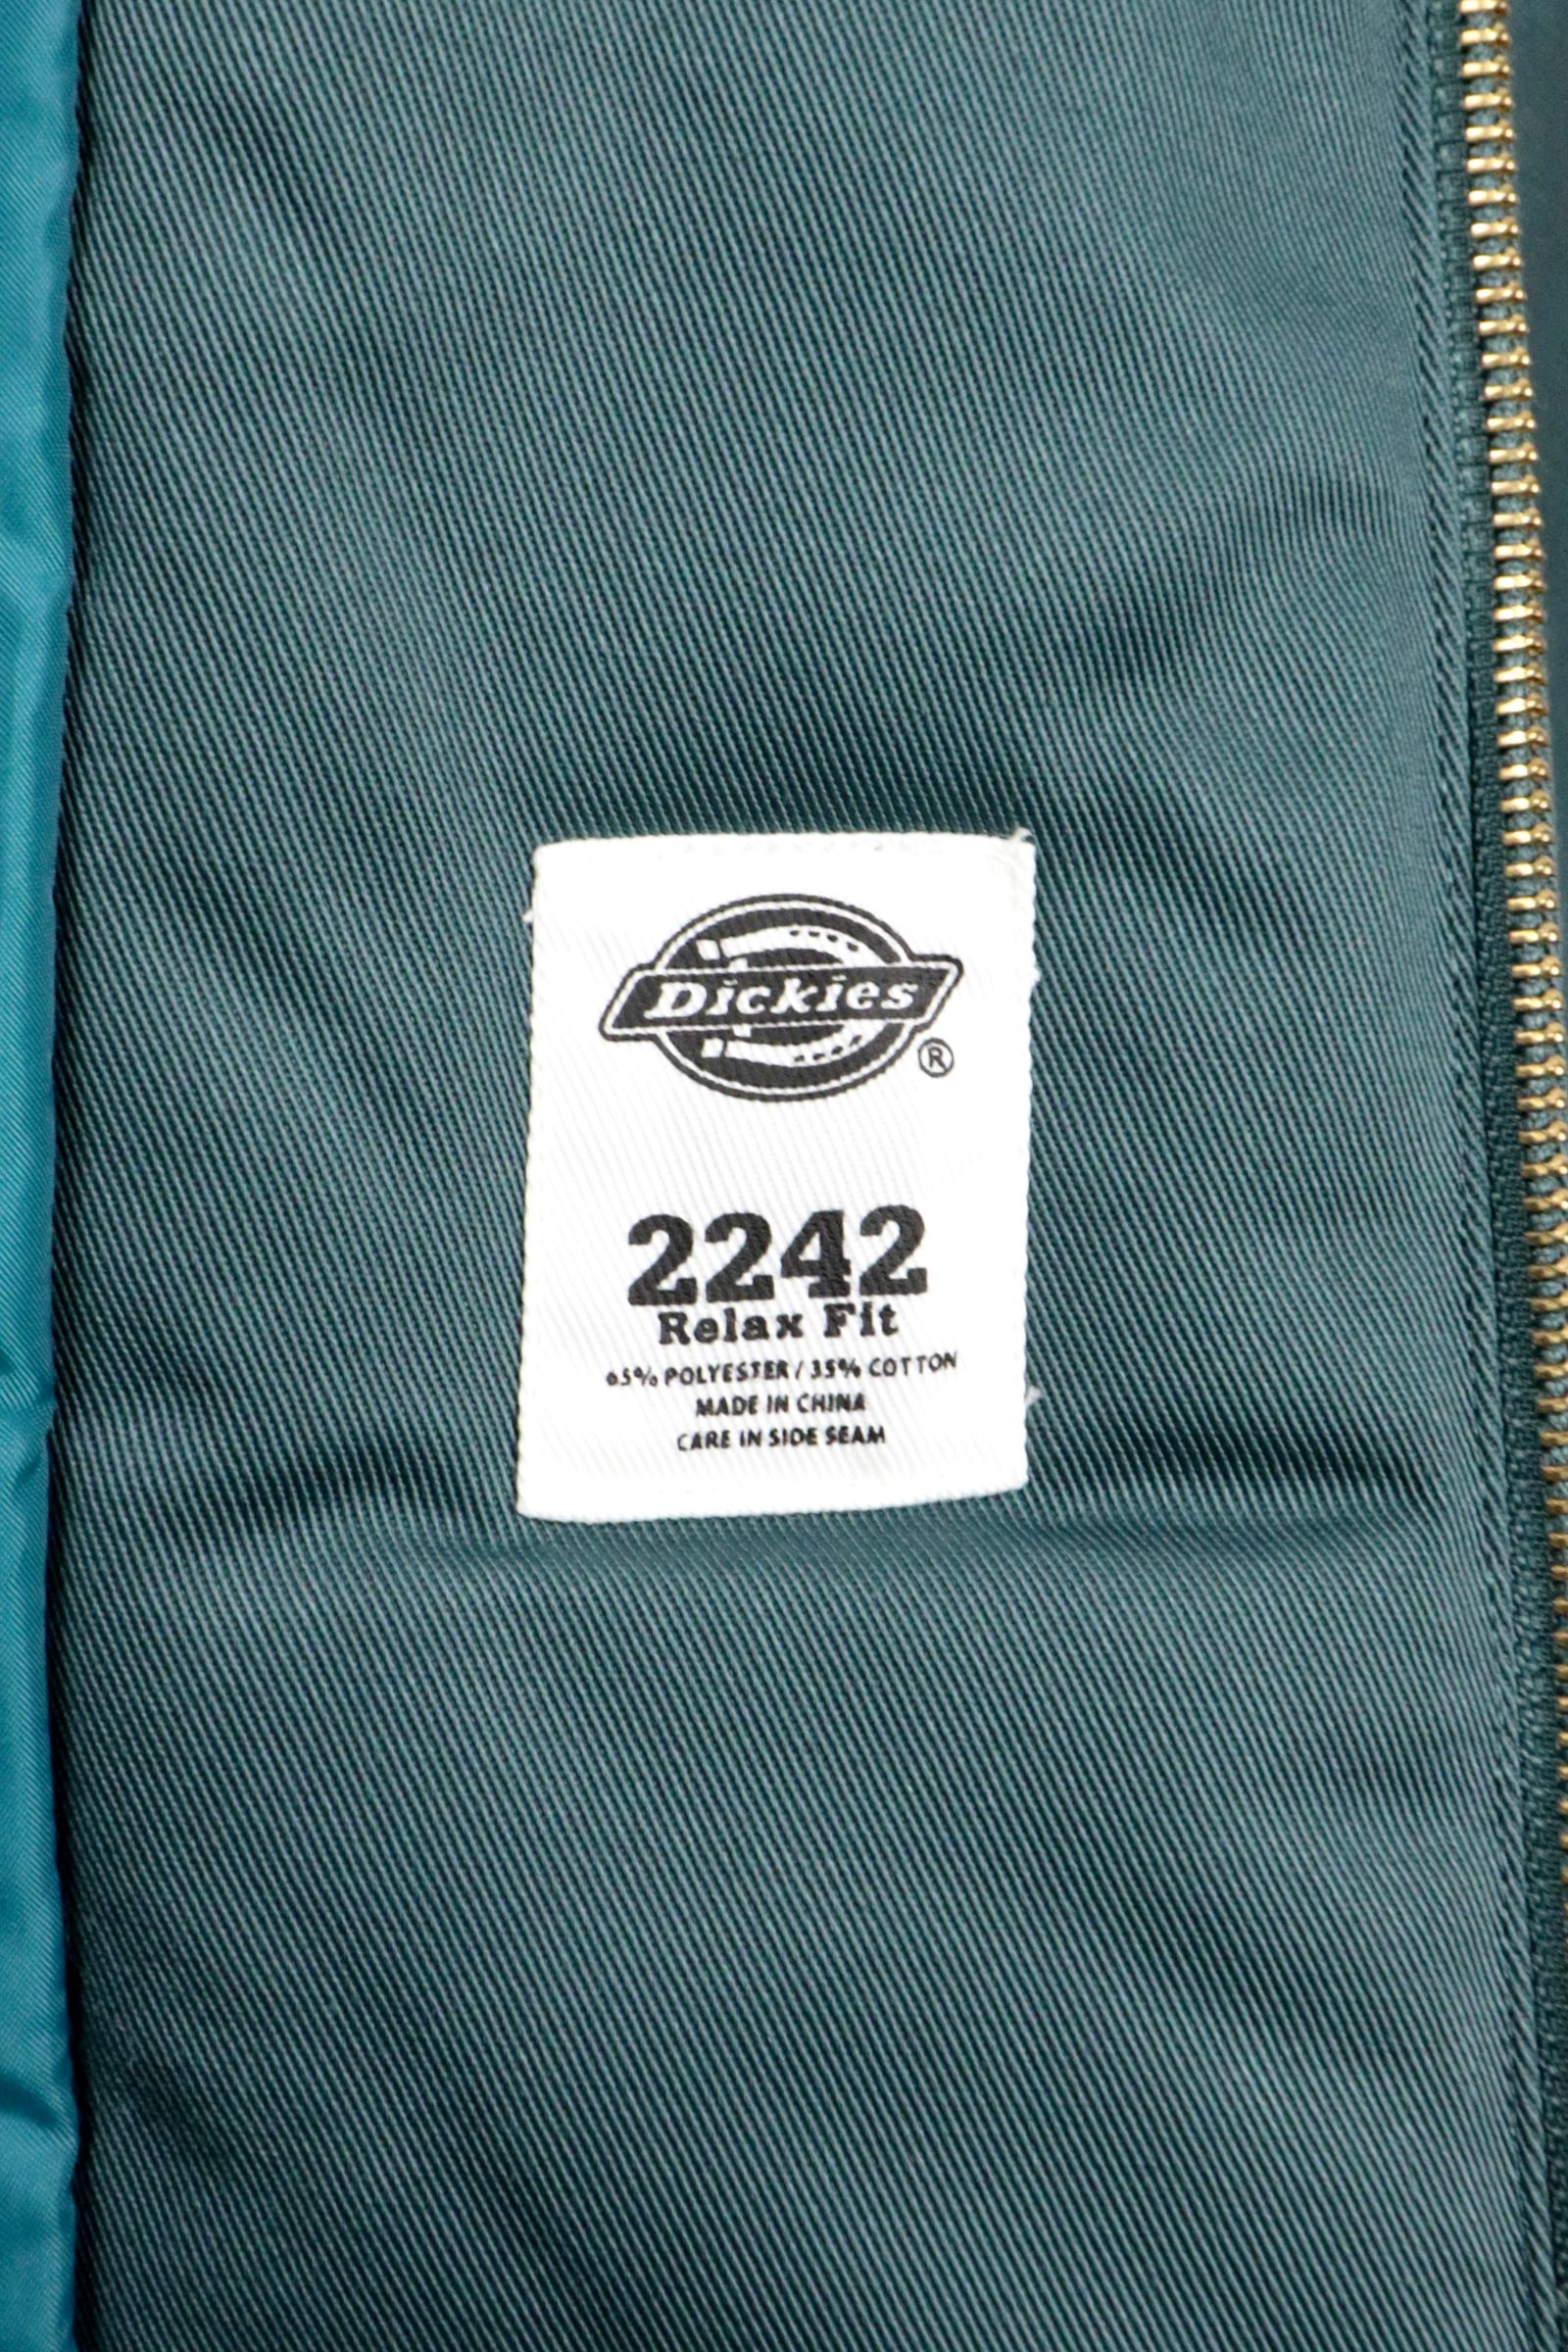 Dickies
®
2242
Relax Fit
65% POLYESTER / 35% COTTON
MADE IN CHINA
CARE IN SIDE SEAM